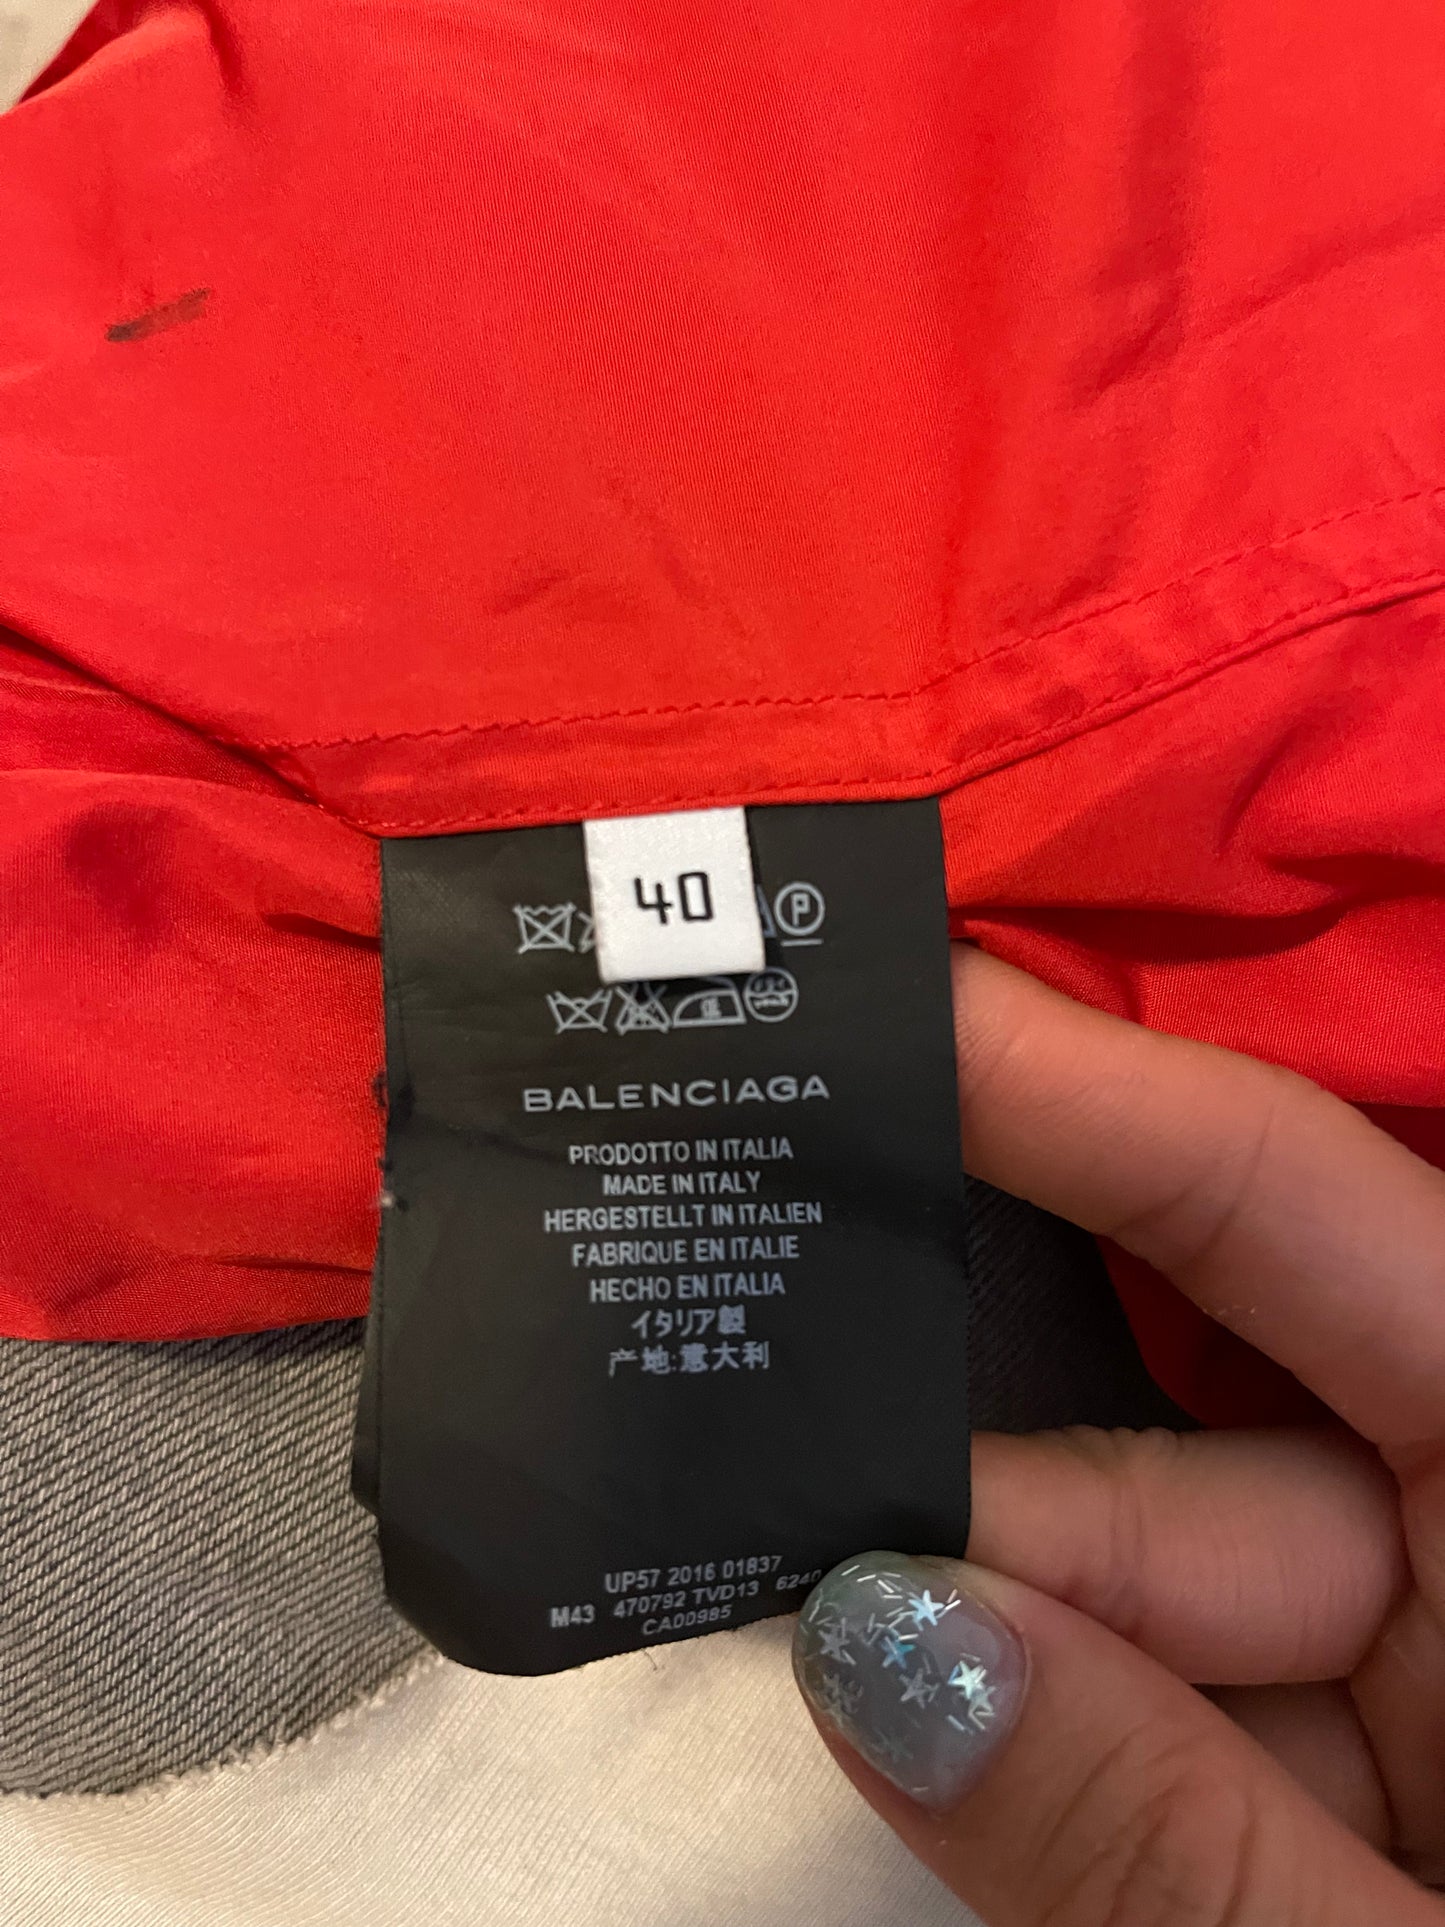 40
P
BALENCIAGA
PRODOTTO IN ITALIA
MADE IN ITALY
HERGESTELLT IN ITALIEN
FABRIQUE EN ITALIE
HECHO EN ITALIA
イタリア製
产地:意大利
UP57 2016 01837
M43 470792 TVD13 6240
CA00985